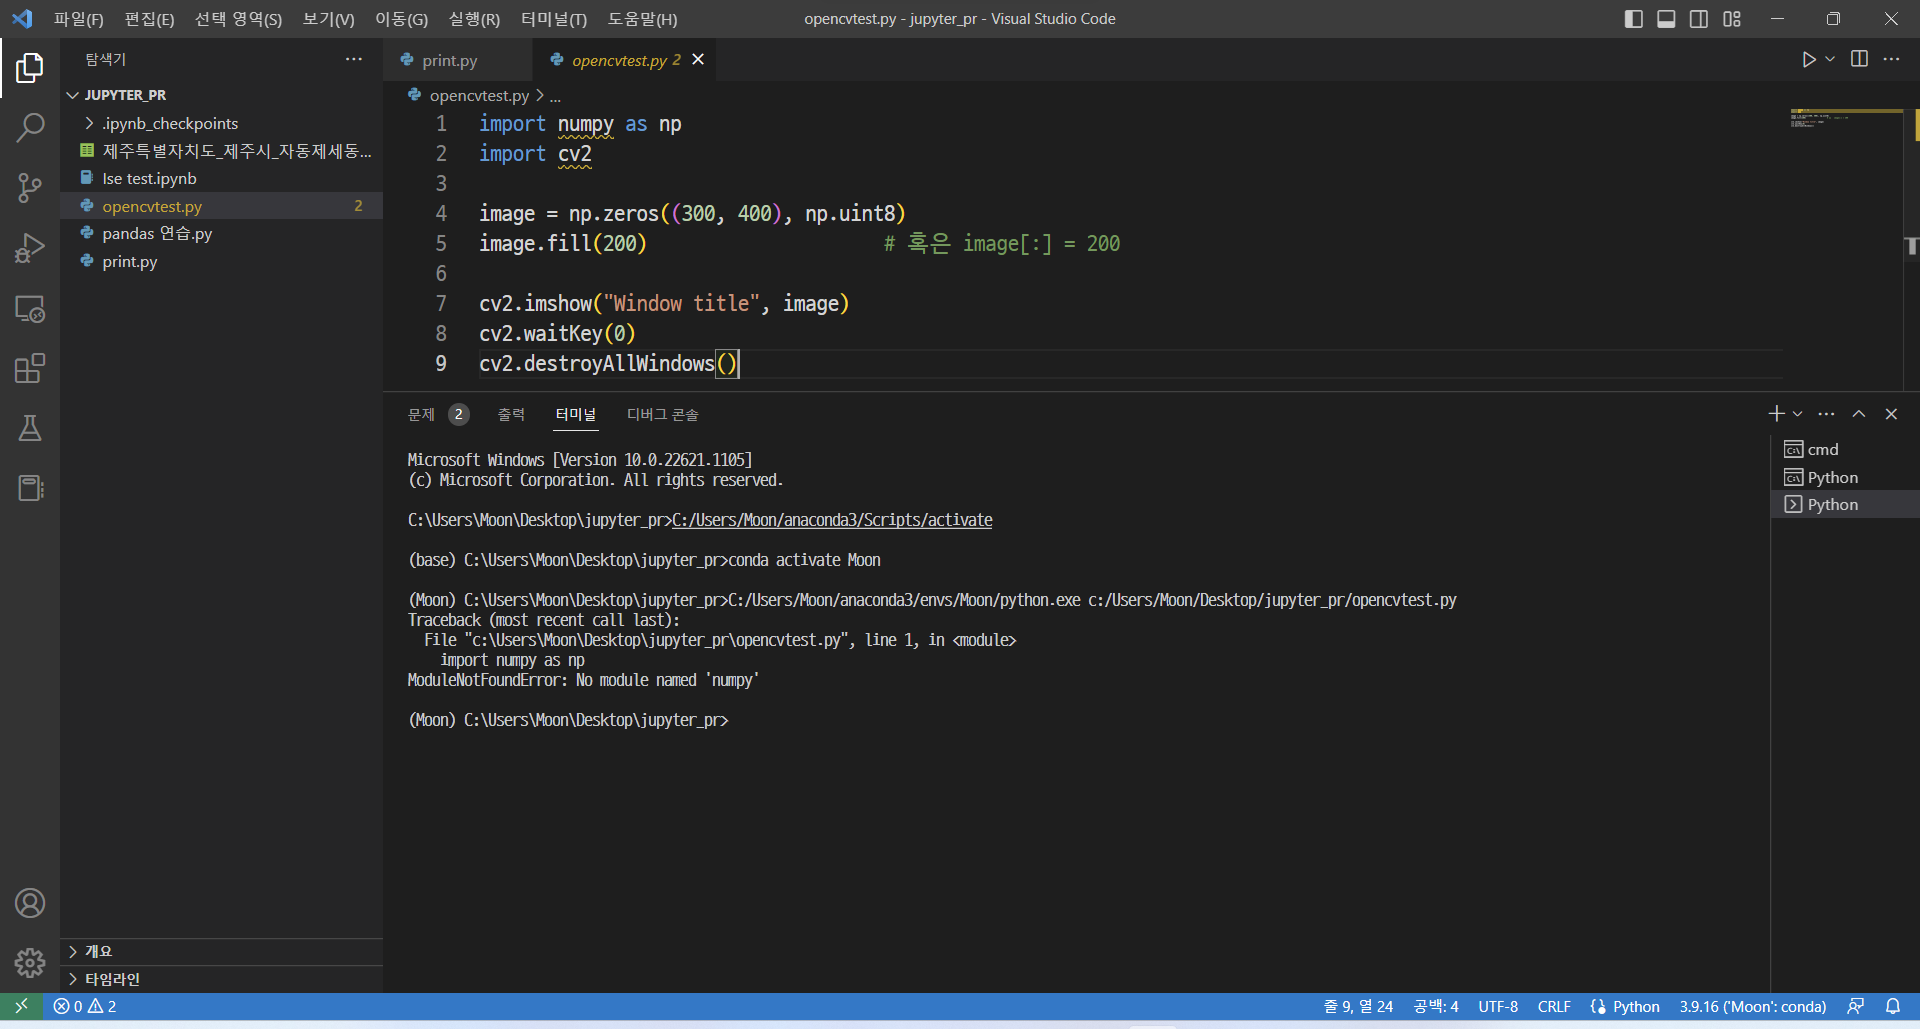 파일(F) 편집(E) 선택 영역(S) 보기(V) 이동(G) 실행(R) 터미널(T) 도움말(H) opencvtest.py - jupyter_pr - Visual Studio Code
탐색기
JUPYTER_PR
.ipynb_checkpoints
제주특별자치도_제주시_자동제세동...
lse test.ipynb
opencvtest.py 2
pandas 연습.py
print.py
개요
타임라인
print.py opencvtest.py 2
opencvtest.py > ...
1 import numpy as np
2 import cv2
3
4 image = np.zeros((300, 400), np.uint8)
5 image.fill(200) # 혹은 image[:] = 200
6
7 cv2.imshow("Window title", image)
8 cv2.waitKey(0)
9 cv2.destroyAllWindows()
문제 2 출력 터미널 디버그 콘솔
Microsoft Windows [Version 10.0.22621.1105]
(c) Microsoft Corporation. All rights reserved.
C:\Users\Moon\Desktop\jupyter_pr>C:/Users/Moon/anaconda3/Scripts/activate
(base) C:\Users\Moon\Desktop\jupyter_pr>conda activate Moon
(Moon) C:\Users\Moon\Desktop\jupyter_pr>C:/Users/Moon/anaconda3/envs/Moon/python.exe c:/Users/Moon/Desktop/jupyter_pr/opencvtest.py
Traceback (most recent call last):
File "c:\Users\Moon\Desktop\jupyter_pr\opencvtest.py", line 1, in <module>
import numpy as np
ModuleNotFoundError: No module named 'numpy'
(Moon) C:\Users\Moon\Desktop\jupyter_pr>
cmd
Python
Python
0 2 줄 9, 열 24 공백: 4 UTF-8 CRLF Python 3.9.16 ('Moon': conda)